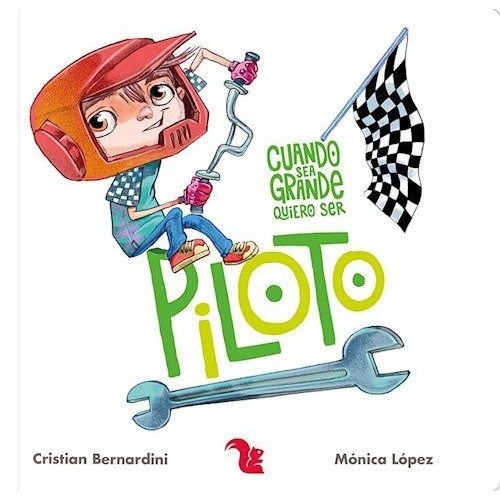 CUANDO
SEA
GRANDE
QUIERO SER
PiLOTO
Cristian Bernardini
Mónica López